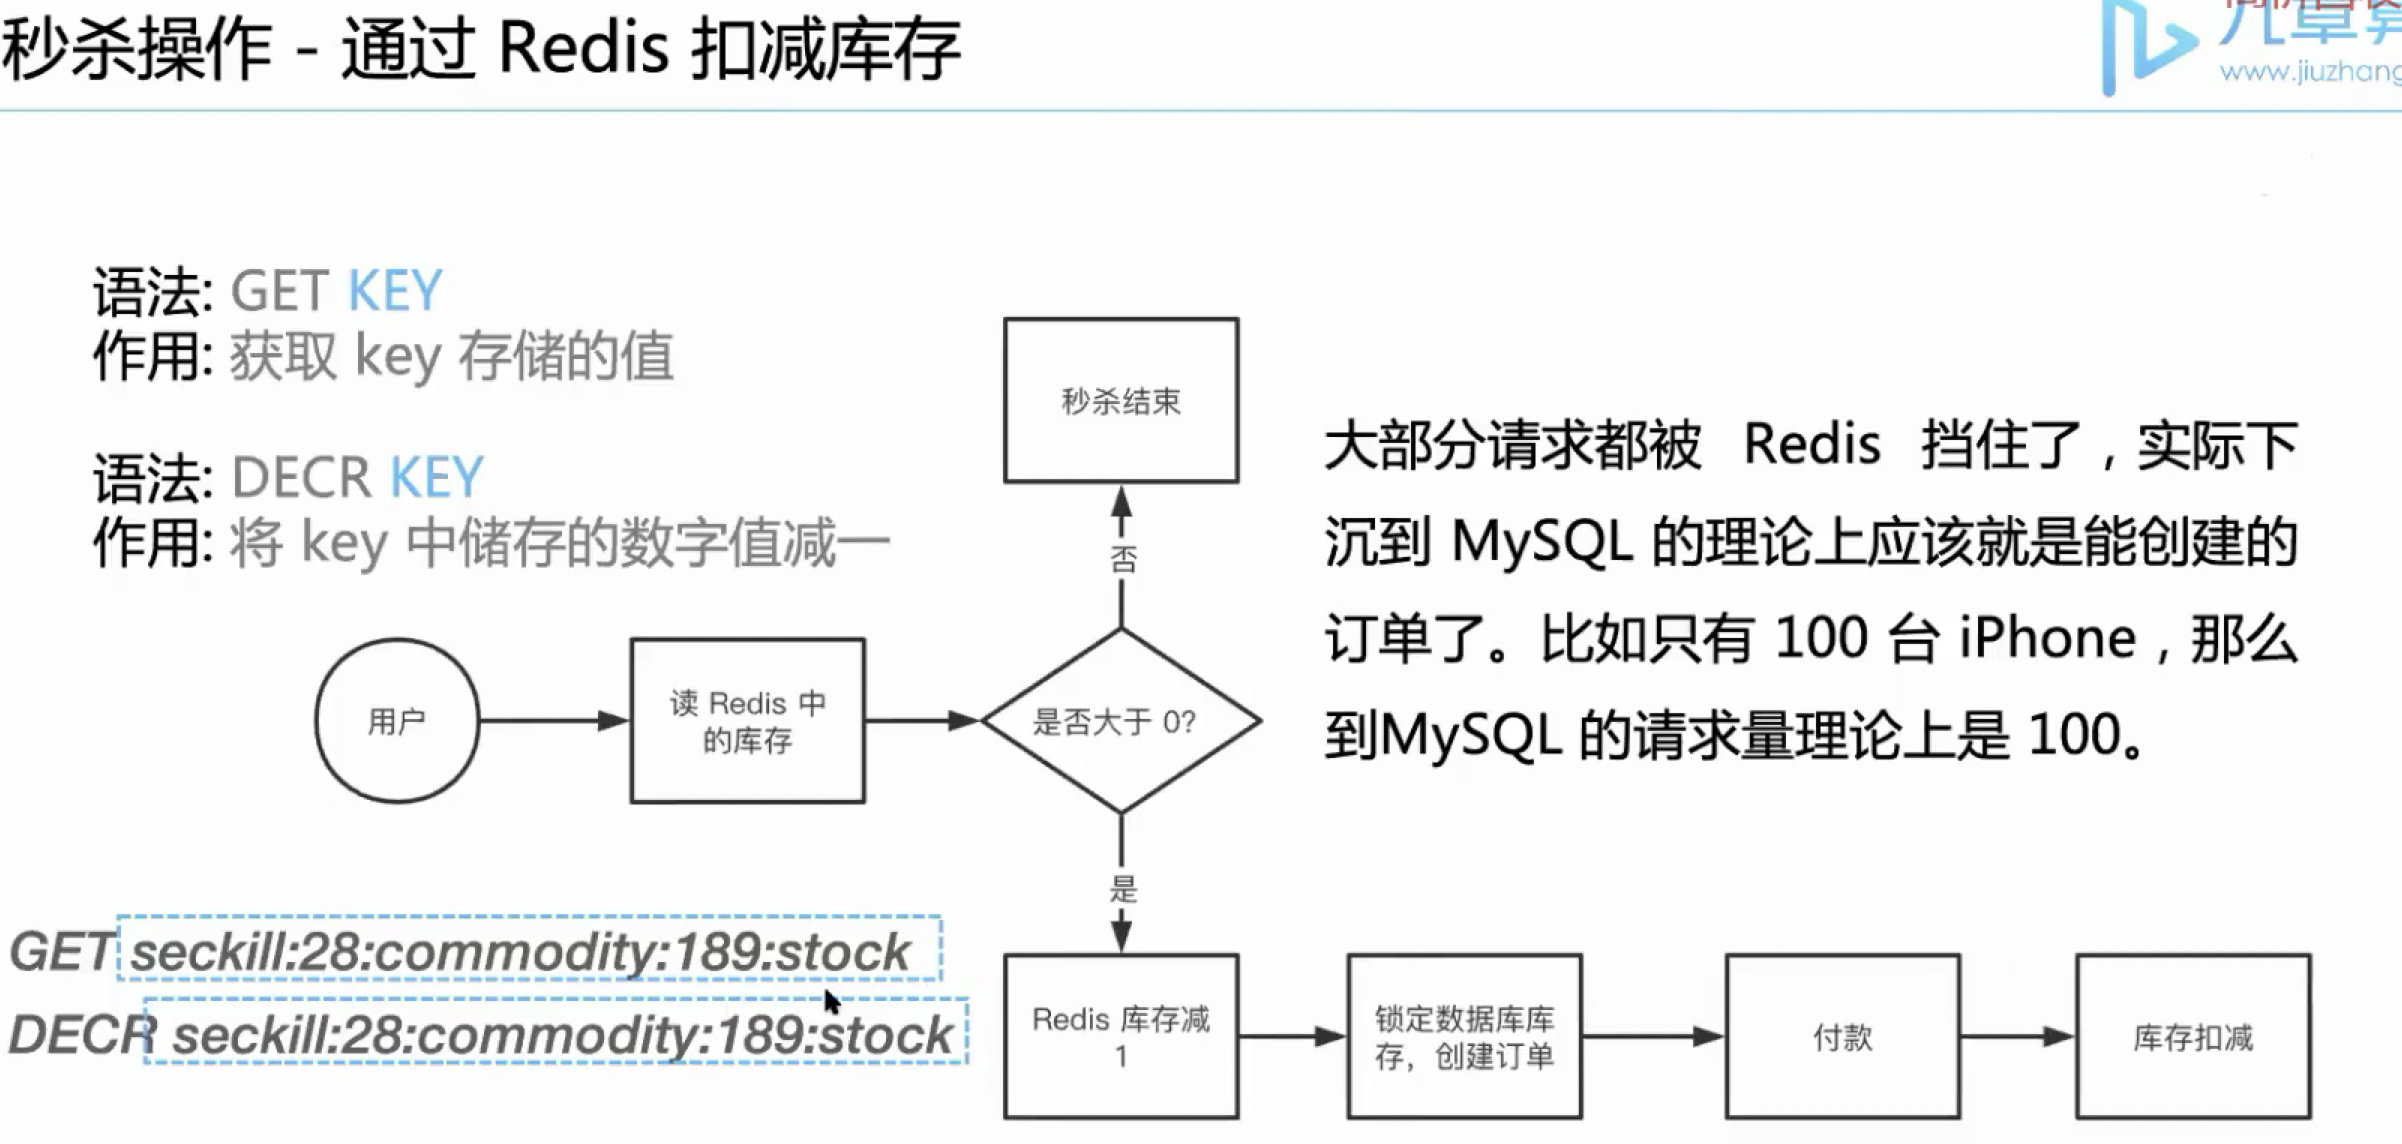 秒杀操作 - 通过 Redis 扣减库存
www.jiuzhang
语法: GET KEY
作用: 获取 key 存储的值
语法: DECR KEY
作用: 将 key 中储存的数字值减一
秒杀结束
否
用户
读 Redis 中
的库存
是否大于 0?
是
大部分请求都被 Redis 挡住了，实际下
沉到 MySQL 的理论上应该就是能创建的
订单了。比如只有 100 台 iPhone，那么
到MySQL 的请求量理论上是 100。
GET seckill:28:commodity:189:stock
DECR seckill:28:commodity:189:stock
Redis 库存减
1
锁定数据库库
存，创建订单
付款
库存扣减